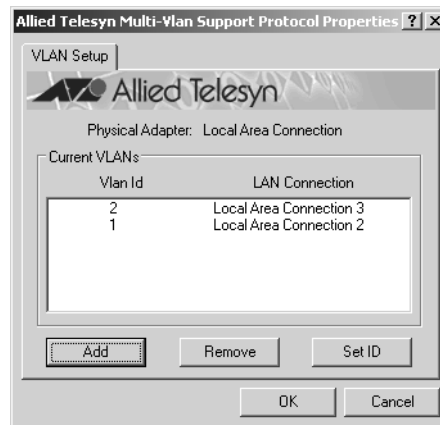 Allied Telesyn Multi-Vlan Support Protocol Properties ? X
VLAN Setup
Allied Telesyn
Physical Adapter: Local Area Connection
Current VLANs
Vlan Id LAN Connection
2 Local Area Connection 3
1 Local Area Connection 2
Add Remove Set ID
OK Cancel